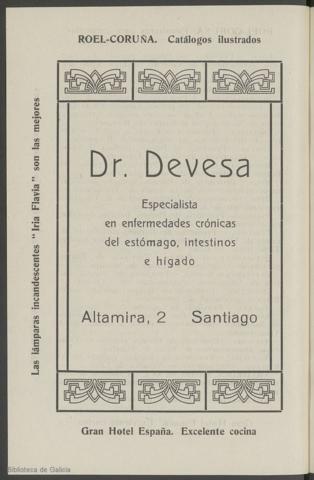 ROEL-CORUÑA. Catálogos ilustrados
Las lámparas incandescentes "Iria Flavia" son las mejores
Dr. Devesa
Especialista
en enfermedades crónicas
del estómago, intestinos
e hígado
Altamira, 2 Santiago
Gran Hotel España. Excelente cocina
Biblioteca de Galicia